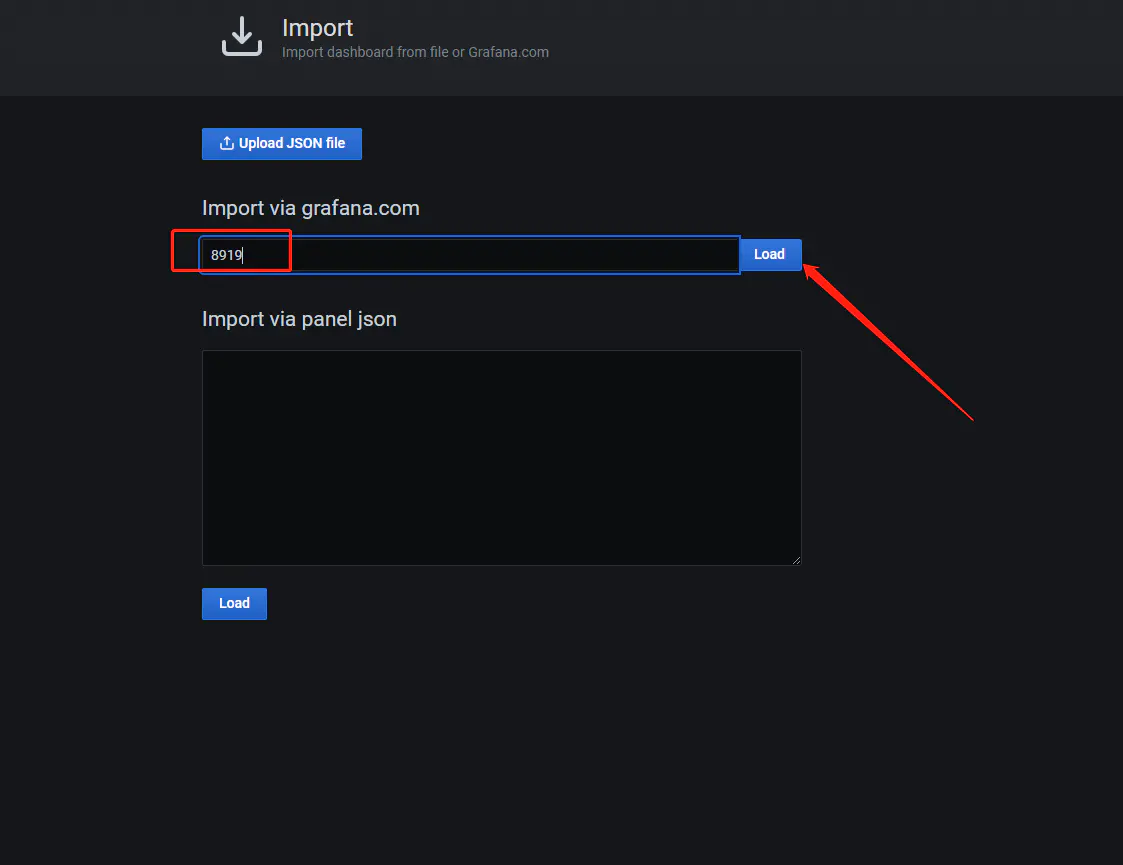 Import
Import dashboard from file or Grafana.com
Upload JSON file
Import via grafana.com
8919
Load
Import via panel json
Load